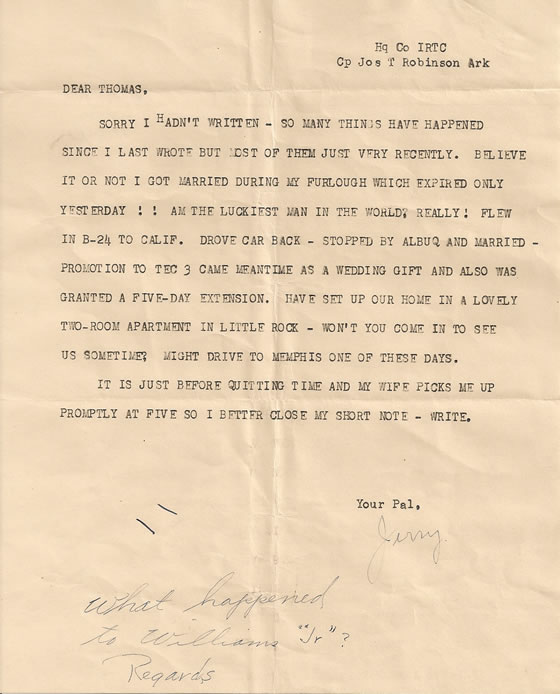 Hq Co IRTC
Cp Jos T Robinson Ark
DEAR THOMAS,
SORRY I HADN'T WRITTEN - SO MANY THINGS HAVE HAPPENED
SINCE I LAST WROTE BUT MOST OF THEM JUST VERY RECENTLY. BELIEVE
IT OR NOT I GOT MARRIED DURING MY FURLOUGH WHICH EXPIRED ONLY
YESTERDAY ! ! AM THE LUCKIEST MAN IN THE WORLD, REALLY! FLEW
IN B-24 TO CALIF. DROVE CAR BACK - STOPPED BY ALBUQ AND MARRIED -
PROMOTION TO TEC 3 CAME MEANTIME AS A WEDDING GIFT AND ALSO WAS
GRANTED A FIVE-DAY EXTENSION. HAVE SET UP OUR HOME IN A LOVELY
TWO-ROOM APARTMENT IN LITTLE ROCK - WON'T YOU COME IN TO SEE
US SOMETIME? MIGHT DRIVE TO MEMPHIS ONE OF THESE DAYS.
IT IS JUST BEFORE QUITTING TIME AND MY WIFE PICKS ME UP
PROMPTLY AT FIVE SO I BETTER CLOSE MY SHORT NOTE - WRITE.
Your Pal,
Jerry.
What happened
to Williams "Jr"?
Regards